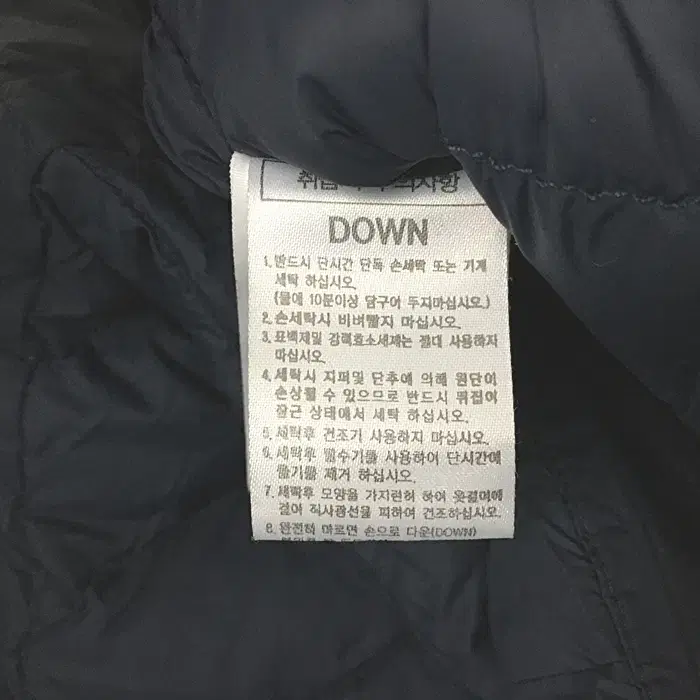 취급
DOWN
1. 반드시 단시간 단독 손세탁 또는 기계
세탁 하십시오.
(물에 10분이상 담구어 두지마십시오.)
2. 손세탁시 비벼빨지 마십시오.
3. 표백제및 강력효소세제는 절대 사용하지
마십시오.
4. 세탁시 지퍼및 단추에 의해 원단이
손상될 수 있으므로 반드시 뒤집어
잠근 상태에서 세탁 하십시오.
5. 세탁후 건조기 사용하지 마십시오.
6. 세탁후 탈수기를 사용하여 단시간에
물기를 제거 하십시오.
7. 세탁후 모양을 가지런히 하여 옷걸이에
걸어 직사광선을 피하여 건조하십시오.
8. 완전히 마르면 손으로 다운(DOWN)